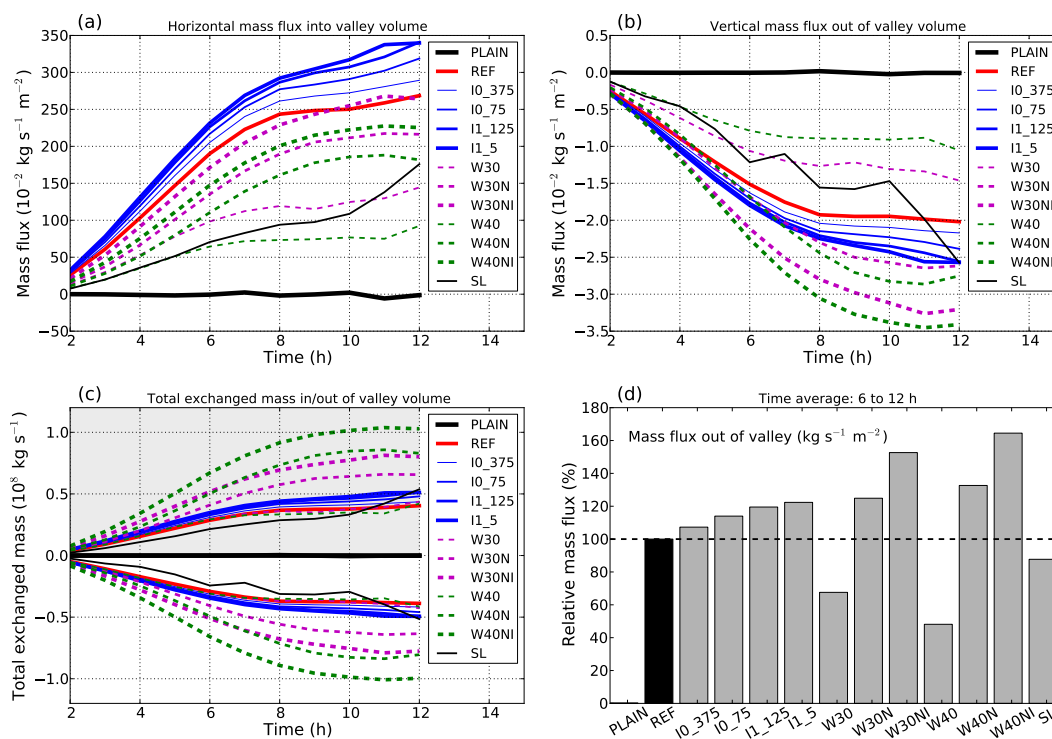 (a)
Horizontal mass flux into valley volume
Mass flux (10⁻² kg s⁻¹ m⁻²)
350
300
250
200
150
100
50
0
−50
2 4 6 8 10 12 14
Time (h)
PLAIN
REF
I0_375
I0_75
I1_125
I1_5
W30
W30N
W30NI
W40
W40N
W40NI
SL
(b)
Vertical mass flux out of valley volume
Mass flux (10⁻² kg s⁻¹ m⁻²)
0.5
0.0
−0.5
−1.0
−1.5
−2.0
−2.5
−3.0
−3.5
2 4 6 8 10 12 14
Time (h)
PLAIN
REF
I0_375
I0_75
I1_125
I1_5
W30
W30N
W30NI
W40
W40N
W40NI
SL
(c)
Total exchanged mass in/out of valley volume
Total exchanged mass (10⁸ kg s⁻¹)
1.0
0.5
0.0
−0.5
−1.0
2 4 6 8 10 12 14
Time (h)
PLAIN
REF
I0_375
I0_75
I1_125
I1_5
W30
W30N
W30NI
W40
W40N
W40NI
SL
(d)
Time average: 6 to 12 h
Mass flux out of valley (kg s⁻¹ m⁻²)
Relative mass flux (%)
180
160
140
120
100
80
60
40
20
0
PLAIN REF I0_375 I0_75 I1_125 I1_5 W30 W30N W30NI W40 W40N W40NI SL